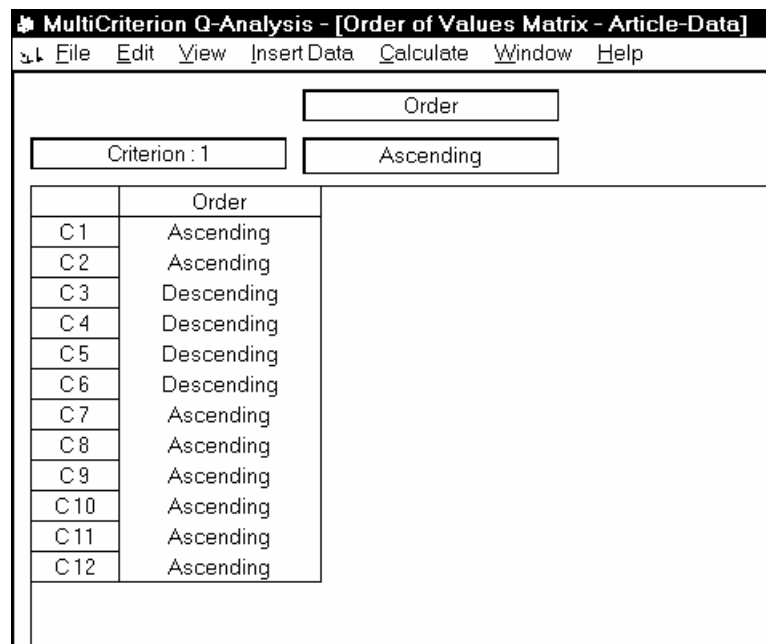 MultiCriterion Q-Analysis - [Order of Values Matrix - Article-Data]
File Edit View Insert Data Calculate Window Help
Order
Criterion : 1 Ascending
Order
C 1 Ascending
C 2 Ascending
C 3 Descending
C 4 Descending
C 5 Descending
C 6 Descending
C 7 Ascending
C 8 Ascending
C 9 Ascending
C 10 Ascending
C 11 Ascending
C 12 Ascending